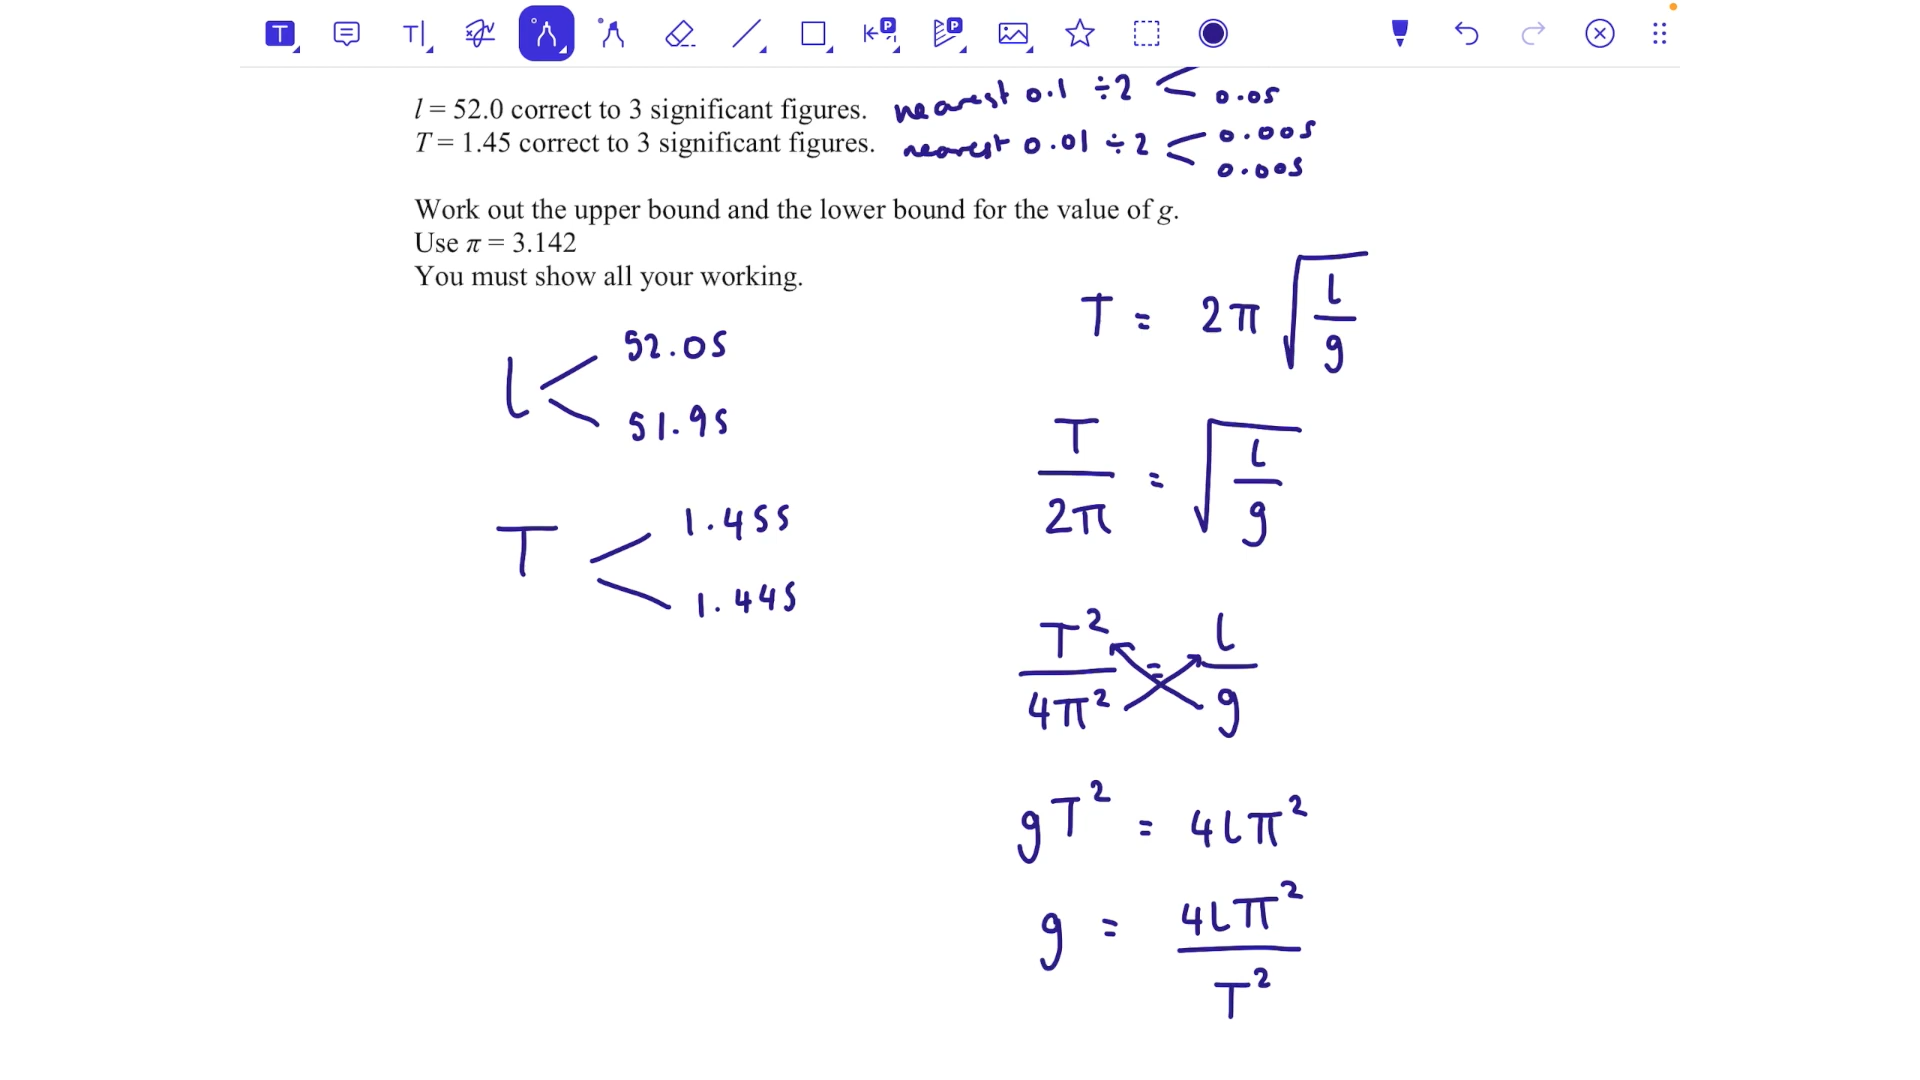 l = 52.0 correct to 3 significant figures. nearest 0.1 ÷2 0.05
T = 1.45 correct to 3 significant figures. nearest 0.01 ÷ 2 0.005
0.005
Work out the upper bound and the lower bound for the value of g.
Use π = 3.142
You must show all your working.
l 52.05
51.95
T 1.455
1.445
T = 2π √(l/g)
T/2π = √(l/g)
T²/4π² = l/g
gT² = 4lπ²
g = 4lπ²/T²